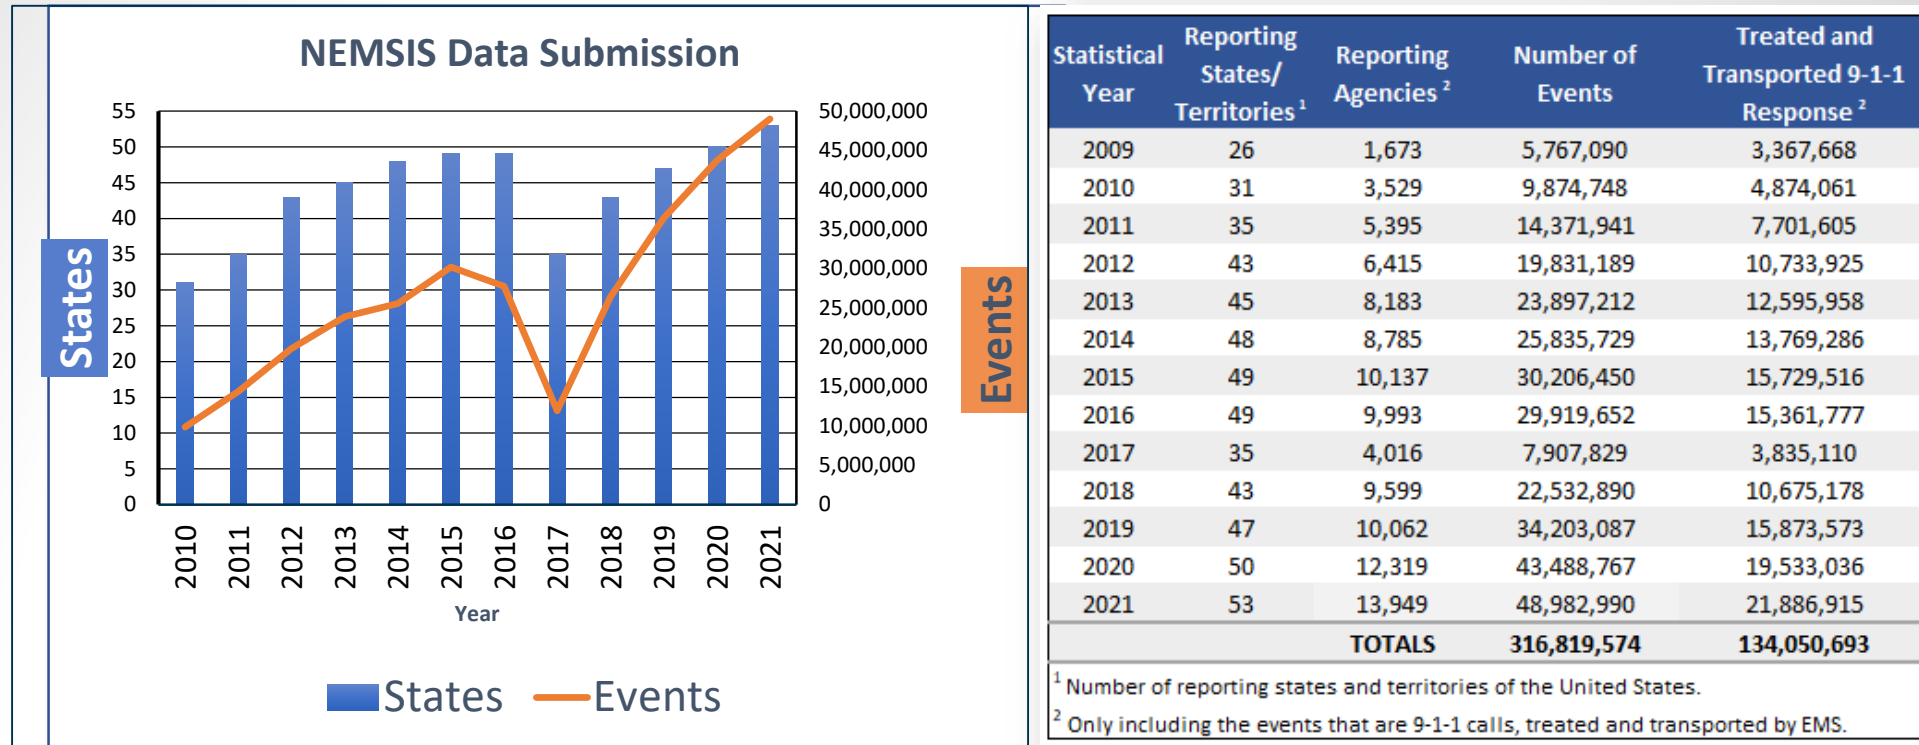 NEMSIS Data Submission
55
50
45
40
35
30
25
20
15
10
5
0
50,000,000
45,000,000
40,000,000
35,000,000
30,000,000
25,000,000
20,000,000
15,000,000
10,000,000
5,000,000
0
States
Events
2010
2011
2012
2013
2014
2015
2016
2017
2018
2019
2020
2021
Year
States Events
Statistical Year Reporting States/ Territories 1 Reporting Agencies 2 Number of Events Treated and Transported 9-1-1 Response 2
2009 26 1,673 5,767,090 3,367,668
2010 31 3,529 9,874,748 4,874,061
2011 35 5,395 14,371,941 7,701,605
2012 43 6,415 19,831,189 10,733,925
2013 45 8,183 23,897,212 12,595,958
2014 48 8,785 25,835,729 13,769,286
2015 49 10,137 30,206,450 15,729,516
2016 49 9,993 29,919,652 15,361,777
2017 35 4,016 7,907,829 3,835,110
2018 43 9,599 22,532,890 10,675,178
2019 47 10,062 34,203,087 15,873,573
2020 50 12,319 43,488,767 19,533,036
2021 53 13,949 48,982,990 21,886,915
TOTALS 316,819,574 134,050,693
1 Number of reporting states and territories of the United States.
2 Only including the events that are 9-1-1 calls, treated and transported by EMS.